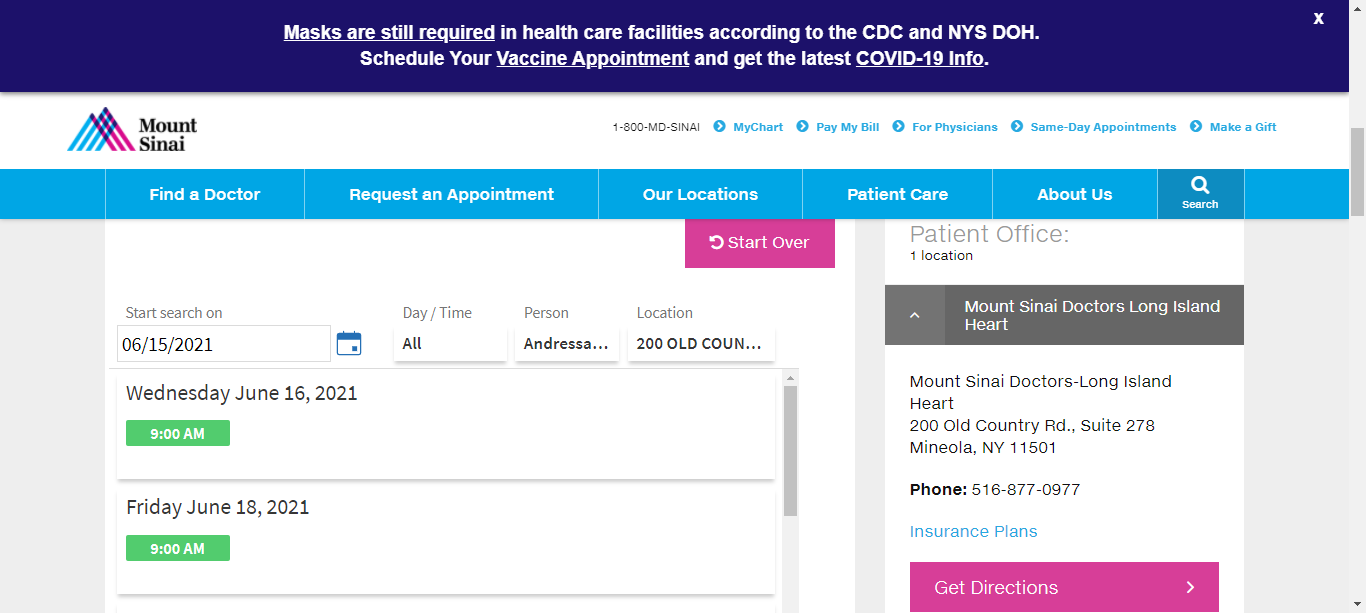 Masks are still required in health care facilities according to the CDC and NYS DOH.
Schedule Your Vaccine Appointment and get the latest COVID-19 Info.
X
Mount
Sinai
1-800-MD-SINAI MyChart Pay My Bill For Physicians Same-Day Appointments Make a Gift
Find a Doctor Request an Appointment Our Locations Patient Care About Us Search
Start Over
Start search on Day / Time Person Location
06/15/2021 All Andressa... 200 OLD COUN...
Wednesday June 16, 2021
9:00 AM
Friday June 18, 2021
9:00 AM
Patient Office:
1 location
Mount Sinai Doctors Long Island
Heart
Mount Sinai Doctors-Long Island
Heart
200 Old Country Rd., Suite 278
Mineola, NY 11501
Phone: 516-877-0977
Insurance Plans
Get Directions